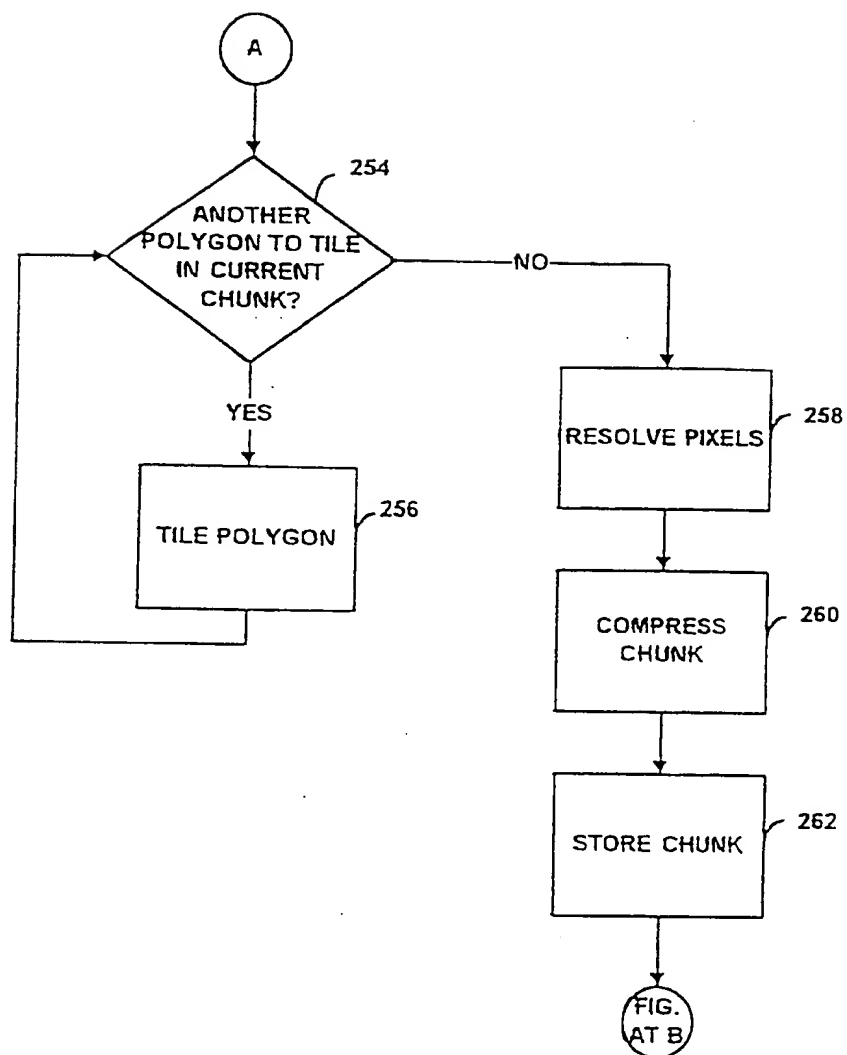 A
254
ANOTHER
POLYGON TO TILE
IN CURRENT
CHUNK?
NO
YES
TILE POLYGON
256
RESOLVE PIXELS
258
COMPRESS
CHUNK
260
STORE CHUNK
262
FIG.
AT B